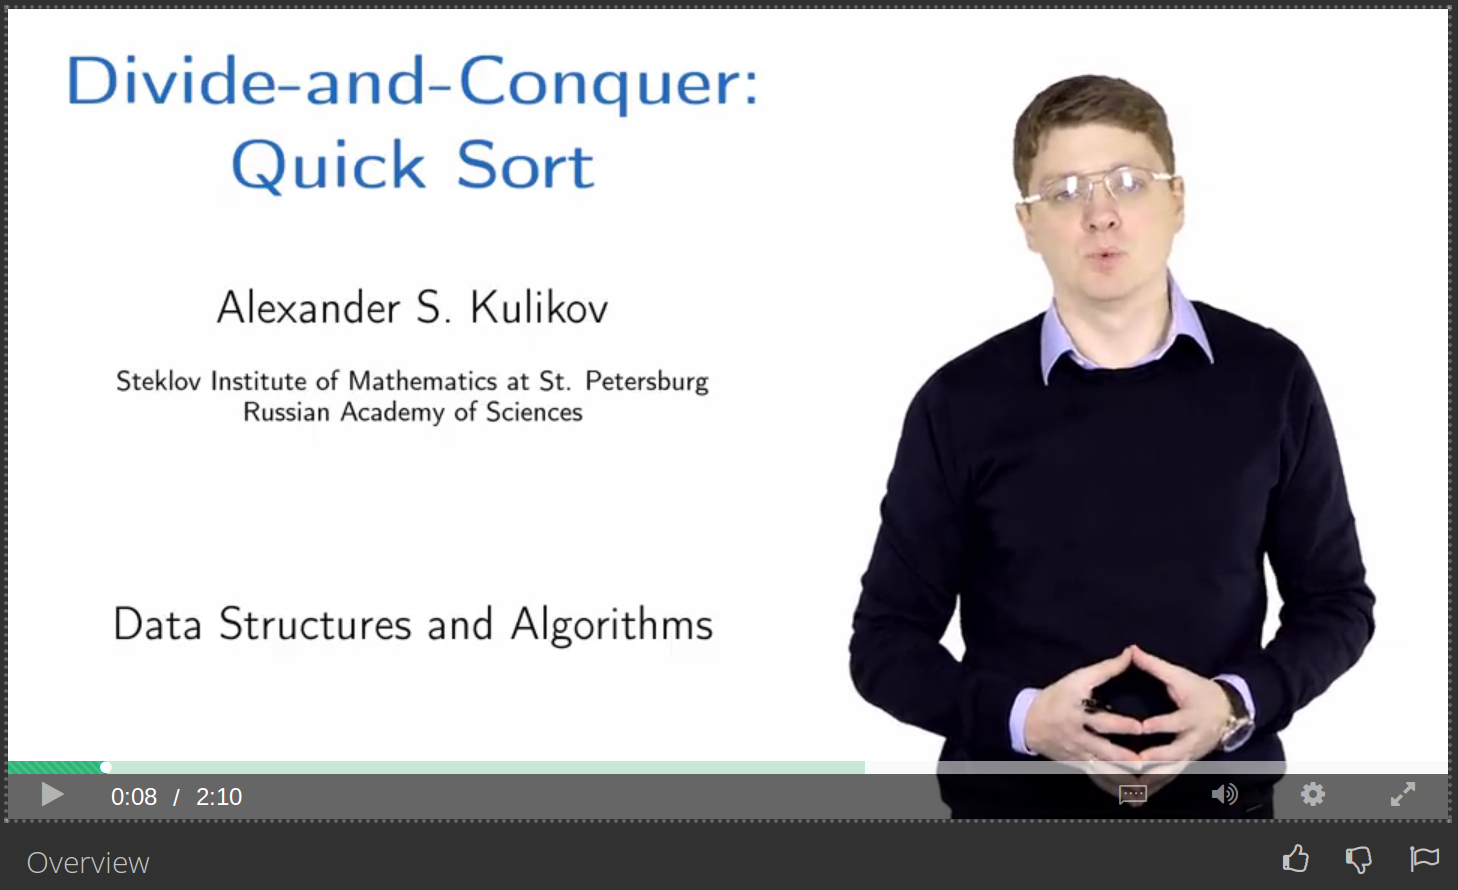 Divide-and-Conquer:
Quick Sort
Alexander S. Kulikov
Steklov Institute of Mathematics at St. Petersburg
Russian Academy of Sciences
Data Structures and Algorithms
0:08 / 2:10
Overview